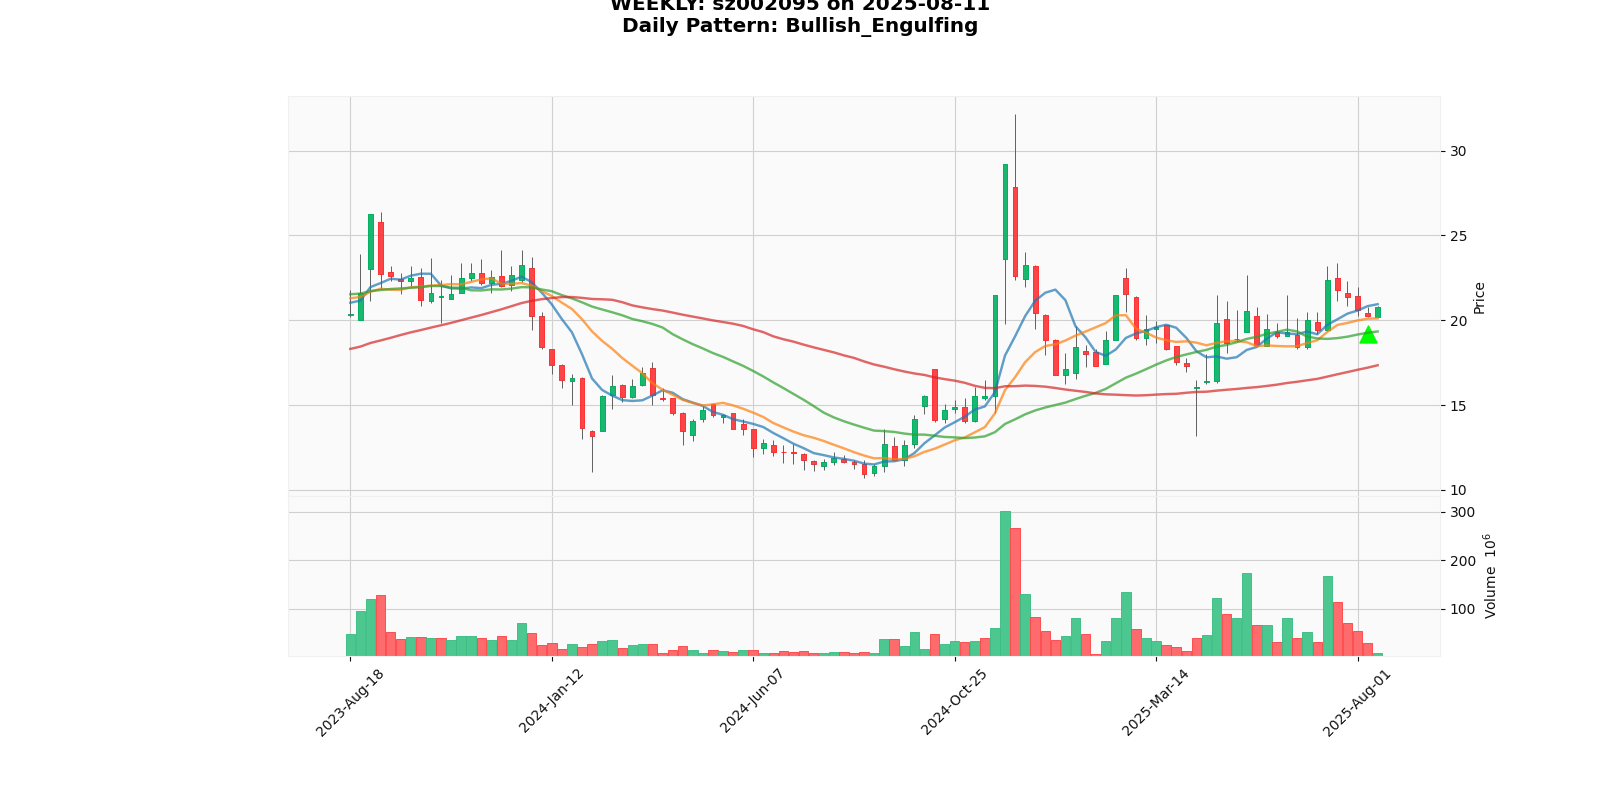 WEEKLY: sz002095 on 2025-08-11
Daily Pattern: Bullish_Engulfing
30
25
20
15
10
Price
300
200
100
Volume 10^6
2023-Aug-18
2024-Jan-12
2024-Jun-07
2024-Oct-25
2025-Mar-14
2025-Aug-01